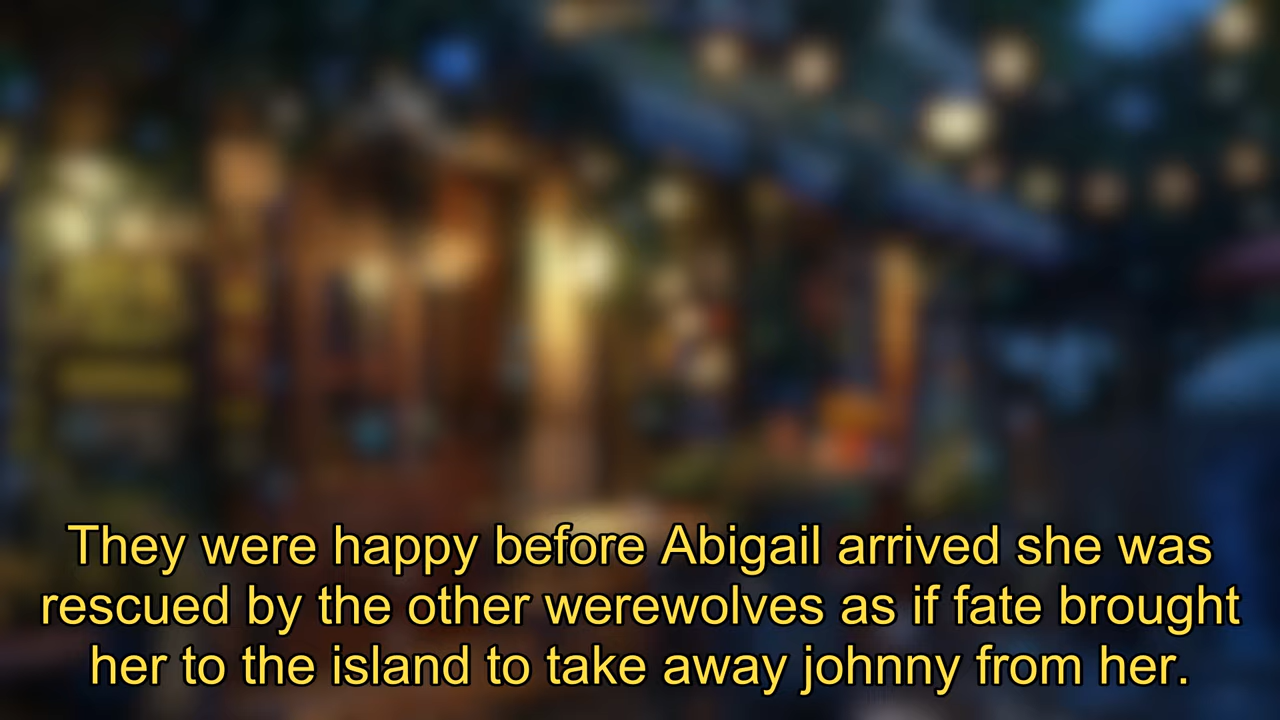 They were happy before Abigail arrived she was
rescued by the other werewolves as if fate brought
her to the island to take away johnny from her.